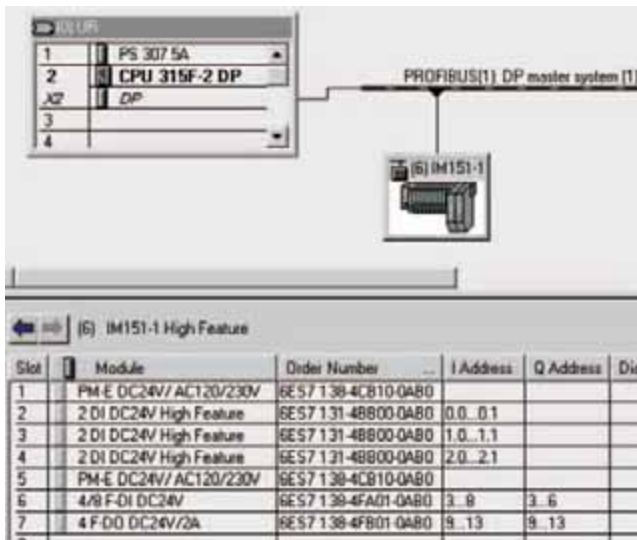 (0) UR
1 PS 307 5A
2 CPU 315F-2 DP
X2 DP
3
4
PROFIBUS(1): DP master system (1)
(6) IM151-1
(6) IM151-1 High Feature
Slot Module Order Number ... I Address Q Address Di
1 PM-E DC24V/ AC120/230V 6ES7 138-4CB10-0AB0
2 2 DI DC24V High Feature 6ES7 131-4BB00-0AB0 0.0...0.1
3 2 DI DC24V High Feature 6ES7 131-4BB00-0AB0 1.0...1.1
4 2 DI DC24V High Feature 6ES7 131-4BB00-0AB0 2.0...2.1
5 PM-E DC24V/ AC120/230V 6ES7 138-4CB10-0AB0
6 4/8 F-DI DC24V 6ES7 138-4FA01-0AB0 3...8 3...6
7 4 F-DO DC24V/2A 6ES7 138-4FB01-0AB0 9...13 9...13